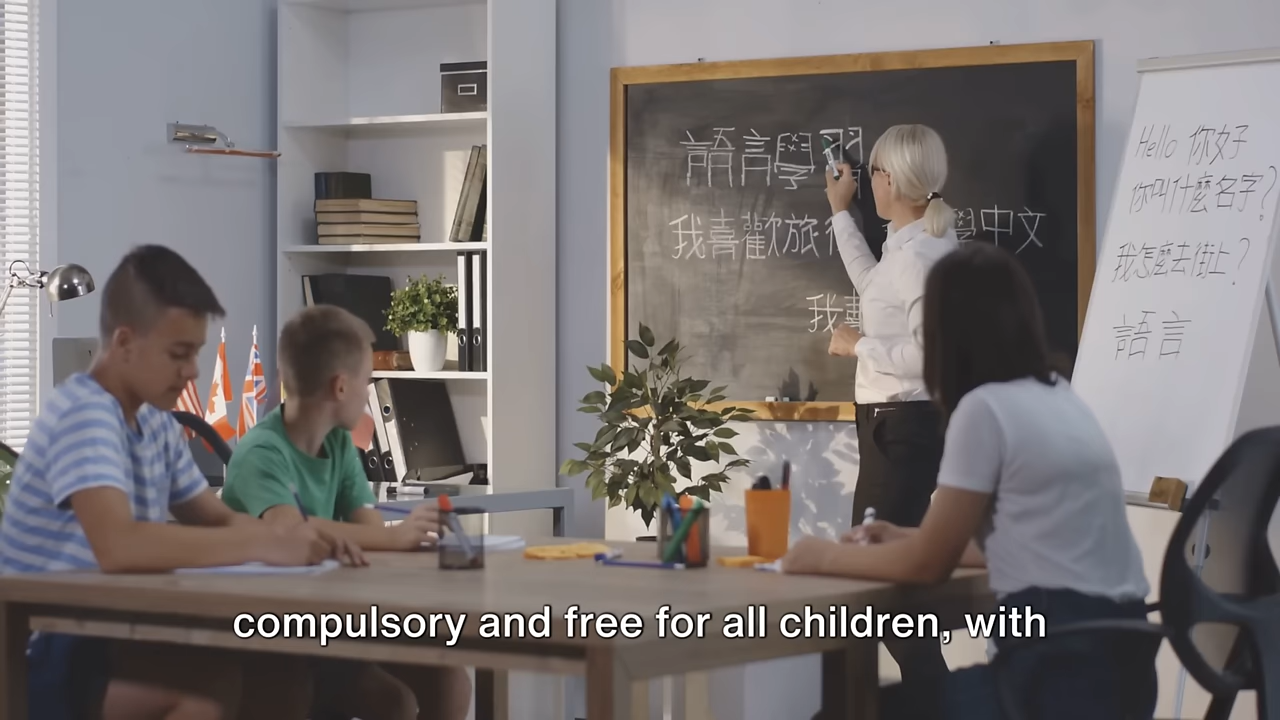 語言學習
我喜歡旅 學中文
我
Hello 你好
你叫什麼名字?
我怎麼去街上?
語言
compulsory and free for all children, with